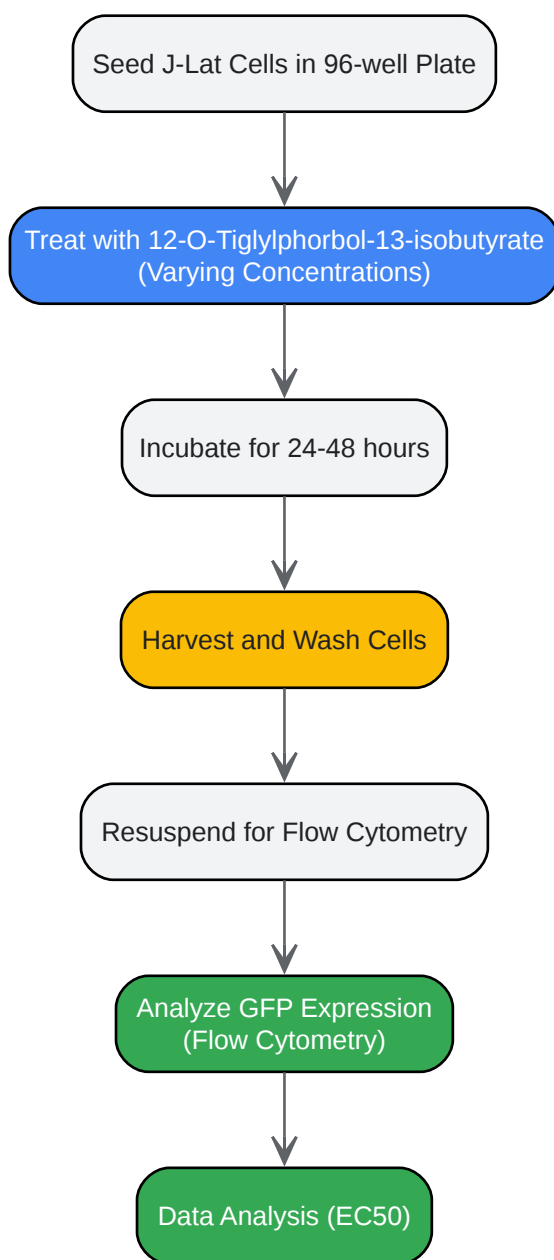 Seed J-Lat Cells in 96-well Plate
Treat with 12-O-Tiglylphorbol-13-isobutyrate
(Varying Concentrations)
Incubate for 24-48 hours
Harvest and Wash Cells
Resuspend for Flow Cytometry
Analyze GFP Expression
(Flow Cytometry)
Data Analysis (EC50)